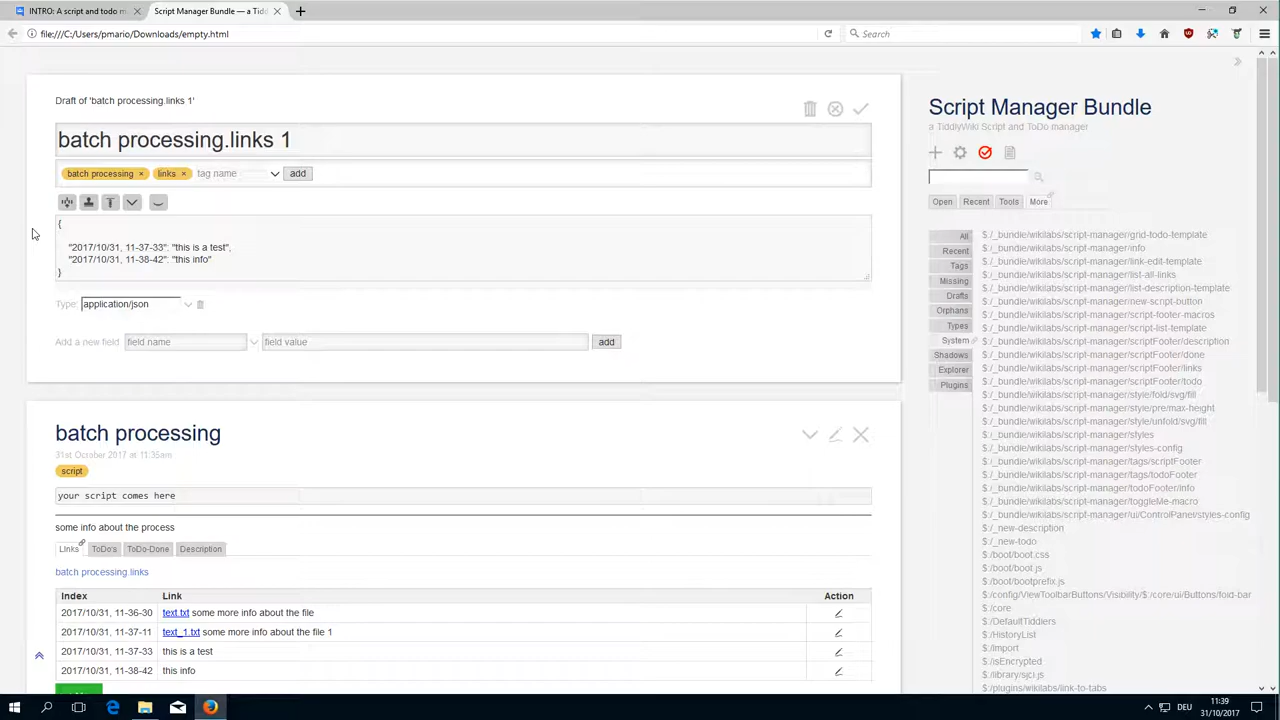 INTRO: A script and todo m
Script Manager Bundle — a Tid
file:///C:/Users/pmario/Downloads/empty.html
Search
Draft of 'batch processing.links 1'
batch processing.links 1
batch processing ×
links ×
tag name
add
{
"2017/10/31, 11-37-33": "this is a test",
"2017/10/31, 11-38-42": "this info"
}
Type:
application/json
Add a new field
field name
field value
add
batch processing
31st October 2017 at 11:35am
script
your script comes here
some info about the process
Links
ToDo's
ToDo-Done
Description
batch processing links
Index Link Action
2017/10/31, 11-36-30 text.txt some more info about the file
2017/10/31, 11-37-11 text_1.txt some more info about the file 1
2017/10/31, 11-37-33 this is a test
2017/10/31, 11-38-42 this info
Script Manager Bundle
a TiddlyWiki Script and ToDo manager
Open
Recent
Tools
More
All
Recent
Tags
Missing
Drafts
Orphans
Types
System
Shadows
Explorer
Plugins
$:/_bundle/wikilabs/script-manager/grid-todo-template
$:/_bundle/wikilabs/script-manager/info
$:/_bundle/wikilabs/script-manager/link-edit-template
$:/_bundle/wikilabs/script-manager/list-all-links
$:/_bundle/wikilabs/script-manager/list-description-template
$:/_bundle/wikilabs/script-manager/new-script-button
$:/_bundle/wikilabs/script-manager/script-footer-macros
$:/_bundle/wikilabs/script-manager/script-list-template
$:/_bundle/wikilabs/script-manager/scriptFooter/description
$:/_bundle/wikilabs/script-manager/scriptFooter/done
$:/_bundle/wikilabs/script-manager/scriptFooter/links
$:/_bundle/wikilabs/script-manager/scriptFooter/todo
$:/_bundle/wikilabs/script-manager/style/fold/svg/fill
$:/_bundle/wikilabs/script-manager/style/pre/max-height
$:/_bundle/wikilabs/script-manager/style/unfold/svg/fill
$:/_bundle/wikilabs/script-manager/styles
$:/_bundle/wikilabs/script-manager/styles-config
$:/_bundle/wikilabs/script-manager/tags/scriptFooter
$:/_bundle/wikilabs/script-manager/tags/todoFooter
$:/_bundle/wikilabs/script-manager/todoFooter/info
$:/_bundle/wikilabs/script-manager/toggleMe-macro
$:/_bundle/wikilabs/script-manager/ui/ControlPanel/styles-config
$:/_new-description
$:/_new-todo
$:/boot/boot.css
$:/boot/boot.js
$:/boot/bootprefix.js
$:/config/ViewToolbarButtons/Visibility/$:/core/ui/Buttons/fold-bar
$:/core
$:/DefaultTiddlers
$:/HistoryList
$:/Import
$:/isEncrypted
$:/library/sjcl.js
$:/plugins/wikilabs/link-to-tabs
DEU
11:39
31/10/2017